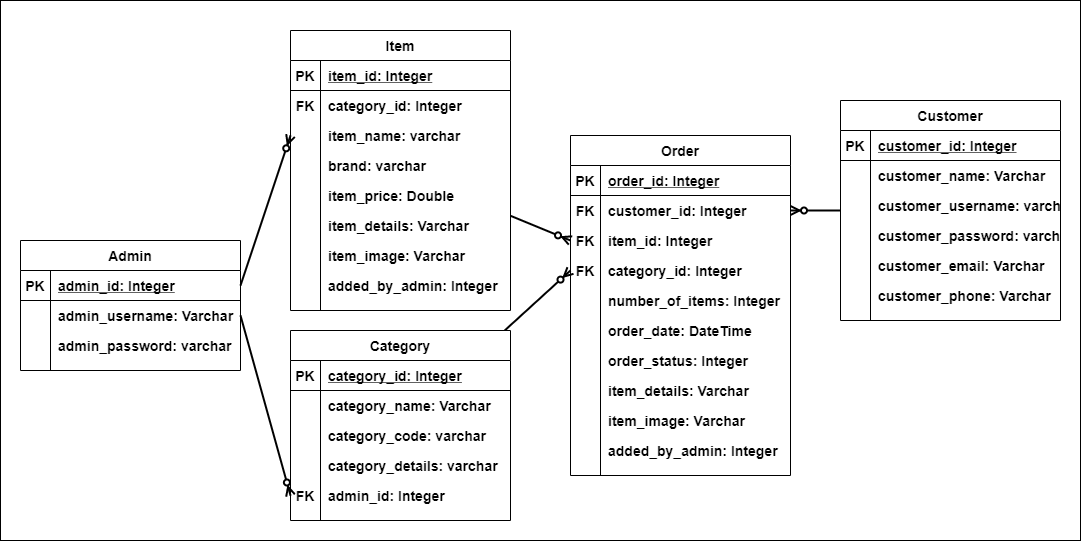 Item
PK item_id: Integer
FK category_id: Integer
item_name: varchar
brand: varchar
item_price: Double
item_details: Varchar
item_image: Varchar
added_by_admin: Integer
Admin
PK admin_id: Integer
admin_username: Varchar
admin_password: varchar
Category
PK category_id: Integer
category_name: Varchar
category_code: varchar
category_details: varchar
FK admin_id: Integer
Order
PK order_id: Integer
FK customer_id: Integer
FK item_id: Integer
FK category_id: Integer
number_of_items: Integer
order_date: DateTime
order_status: Integer
item_details: Varchar
item_image: Varchar
added_by_admin: Integer
Customer
PK customer_id: Integer
customer_name: Varchar
customer_username: varch
customer_password: varch
customer_email: Varchar
customer_phone: Varchar